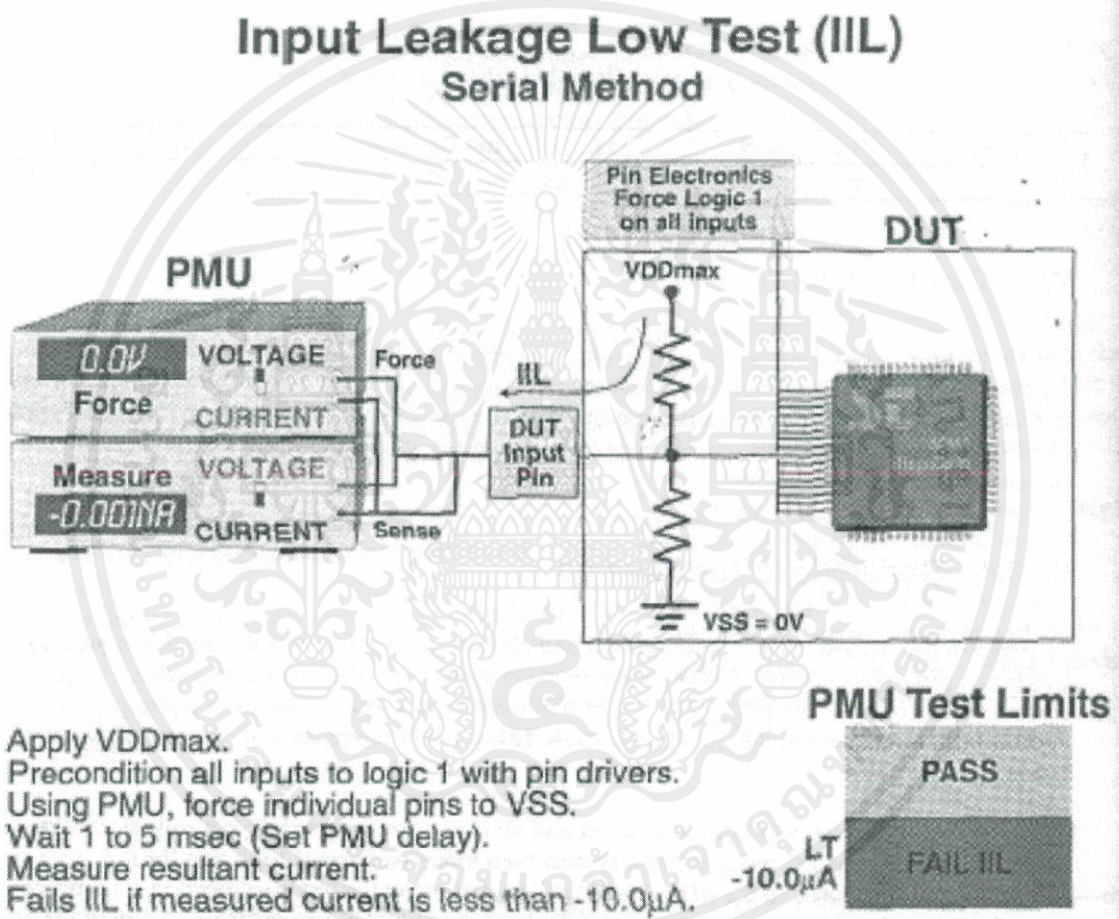 Input Leakage Low Test (IIL)
Serial Method
Pin Electronics
Force Logic 1
on all inputs
DUT
PMU
VDDmax
0.0V
VOLTAGE
Force
Force
CURRENT
IIL
DUT
Input
Pin
Measure
VOLTAGE
-0.001NA
CURRENT
Sense
VSS = 0V
PMU Test Limits
Apply VDDmax.
Precondition all inputs to logic 1 with pin drivers.
Using PMU, force individual pins to VSS.
Wait 1 to 5 msec (Set PMU delay).
Measure resultant current.
Fails IIL if measured current is less than -10.0µA.
PASS
LT
-10.0µA
FAIL IIL